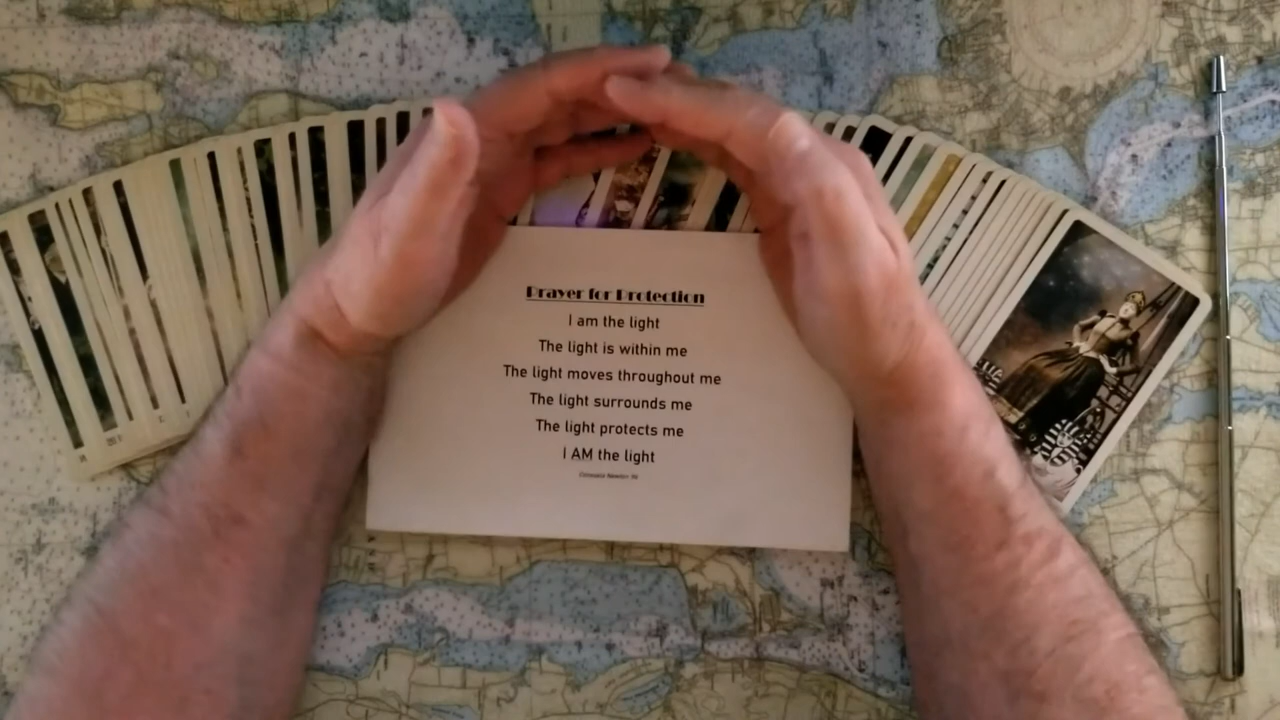 Prayer for Protection
I am the light
The light is within me
The light moves throughout me
The light surrounds me
The light protects me
I AM the light